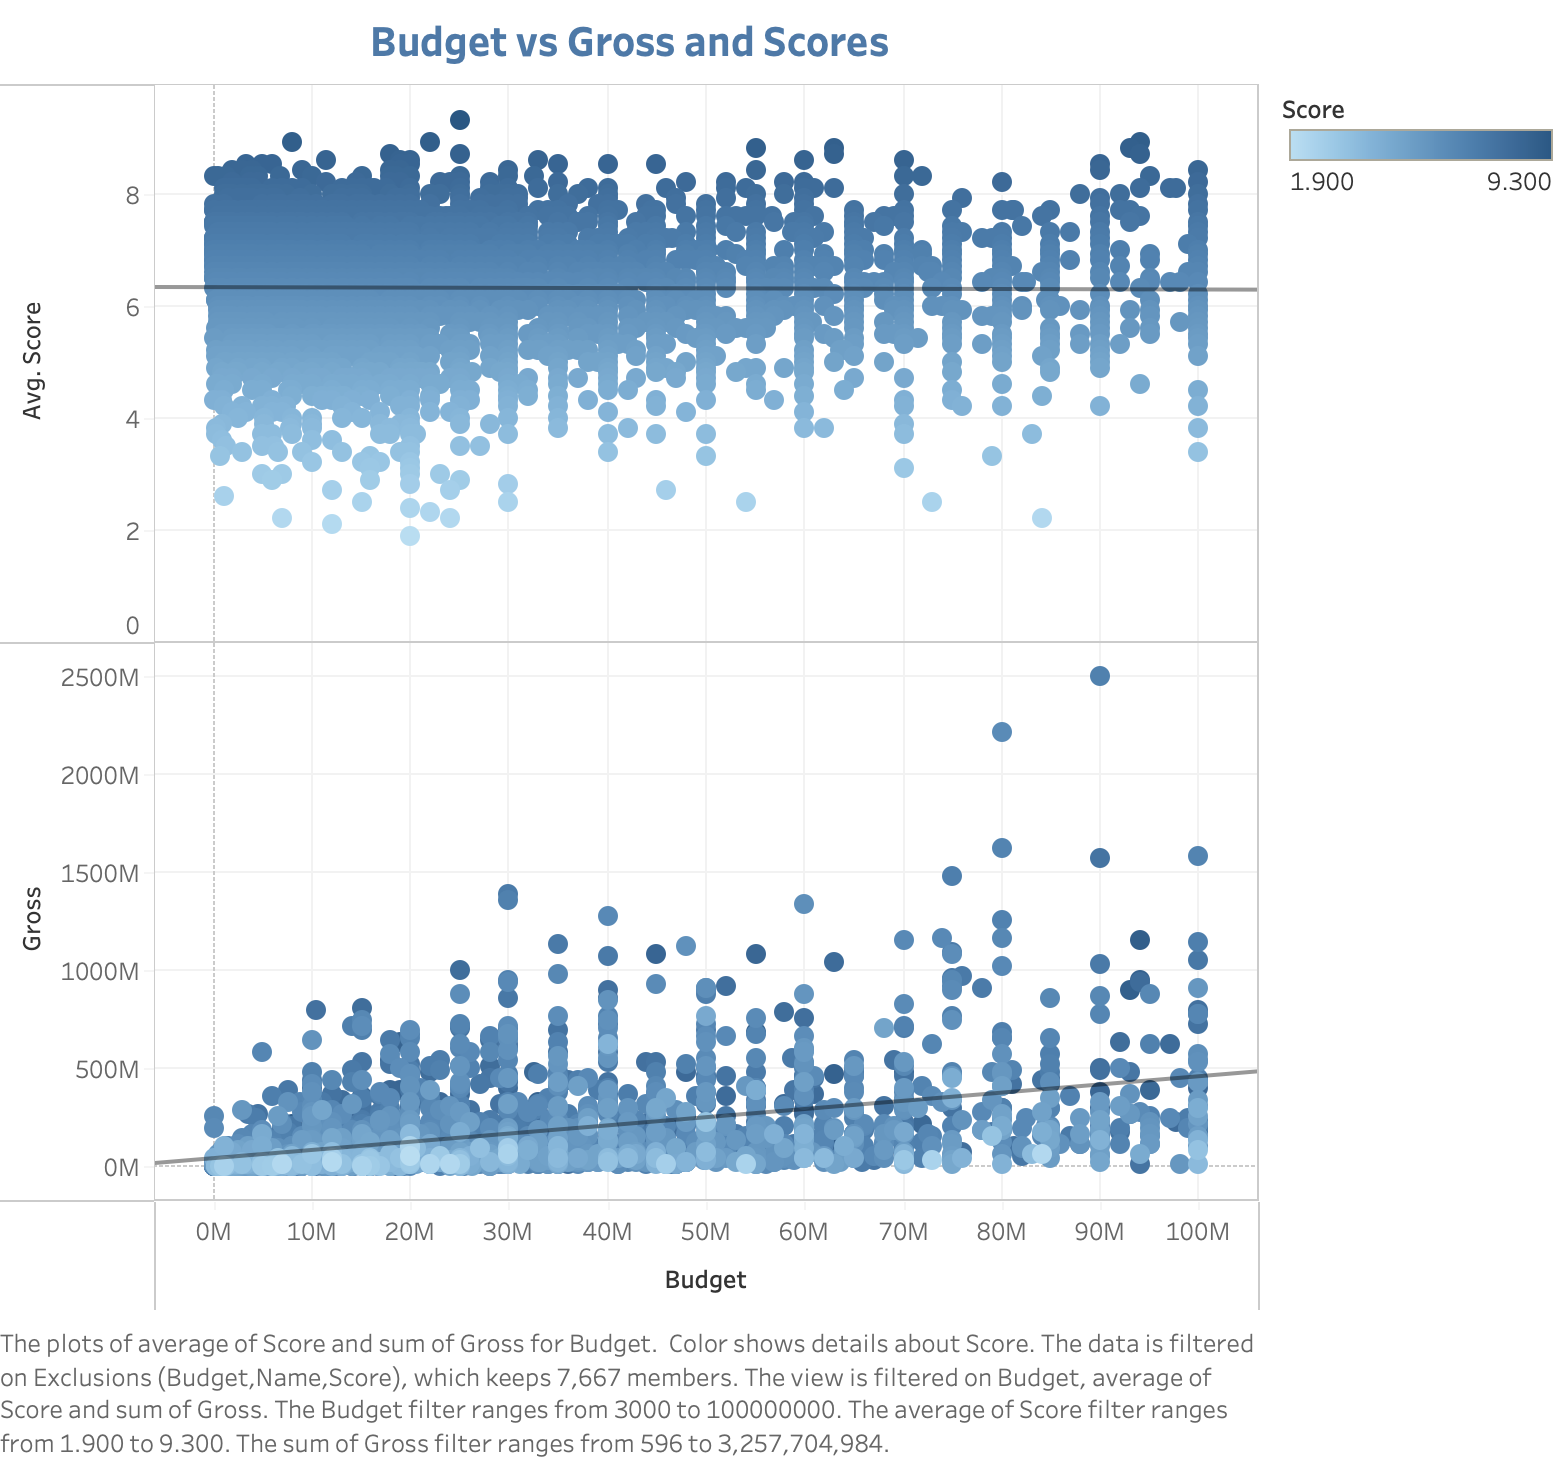 Budget vs Gross and Scores
Score
1.900 9.300
Avg. Score
8
6
4
2
0
Gross
2500M
2000M
1500M
1000M
500M
0M
0M 10M 20M 30M 40M 50M 60M 70M 80M 90M 100M
Budget
The plots of average of Score and sum of Gross for Budget. Color shows details about Score. The data is filtered
on Exclusions (Budget,Name,Score), which keeps 7,667 members. The view is filtered on Budget, average of
Score and sum of Gross. The Budget filter ranges from 3000 to 100000000. The average of Score filter ranges
from 1.900 to 9.300. The sum of Gross filter ranges from 596 to 3,257,704,984.